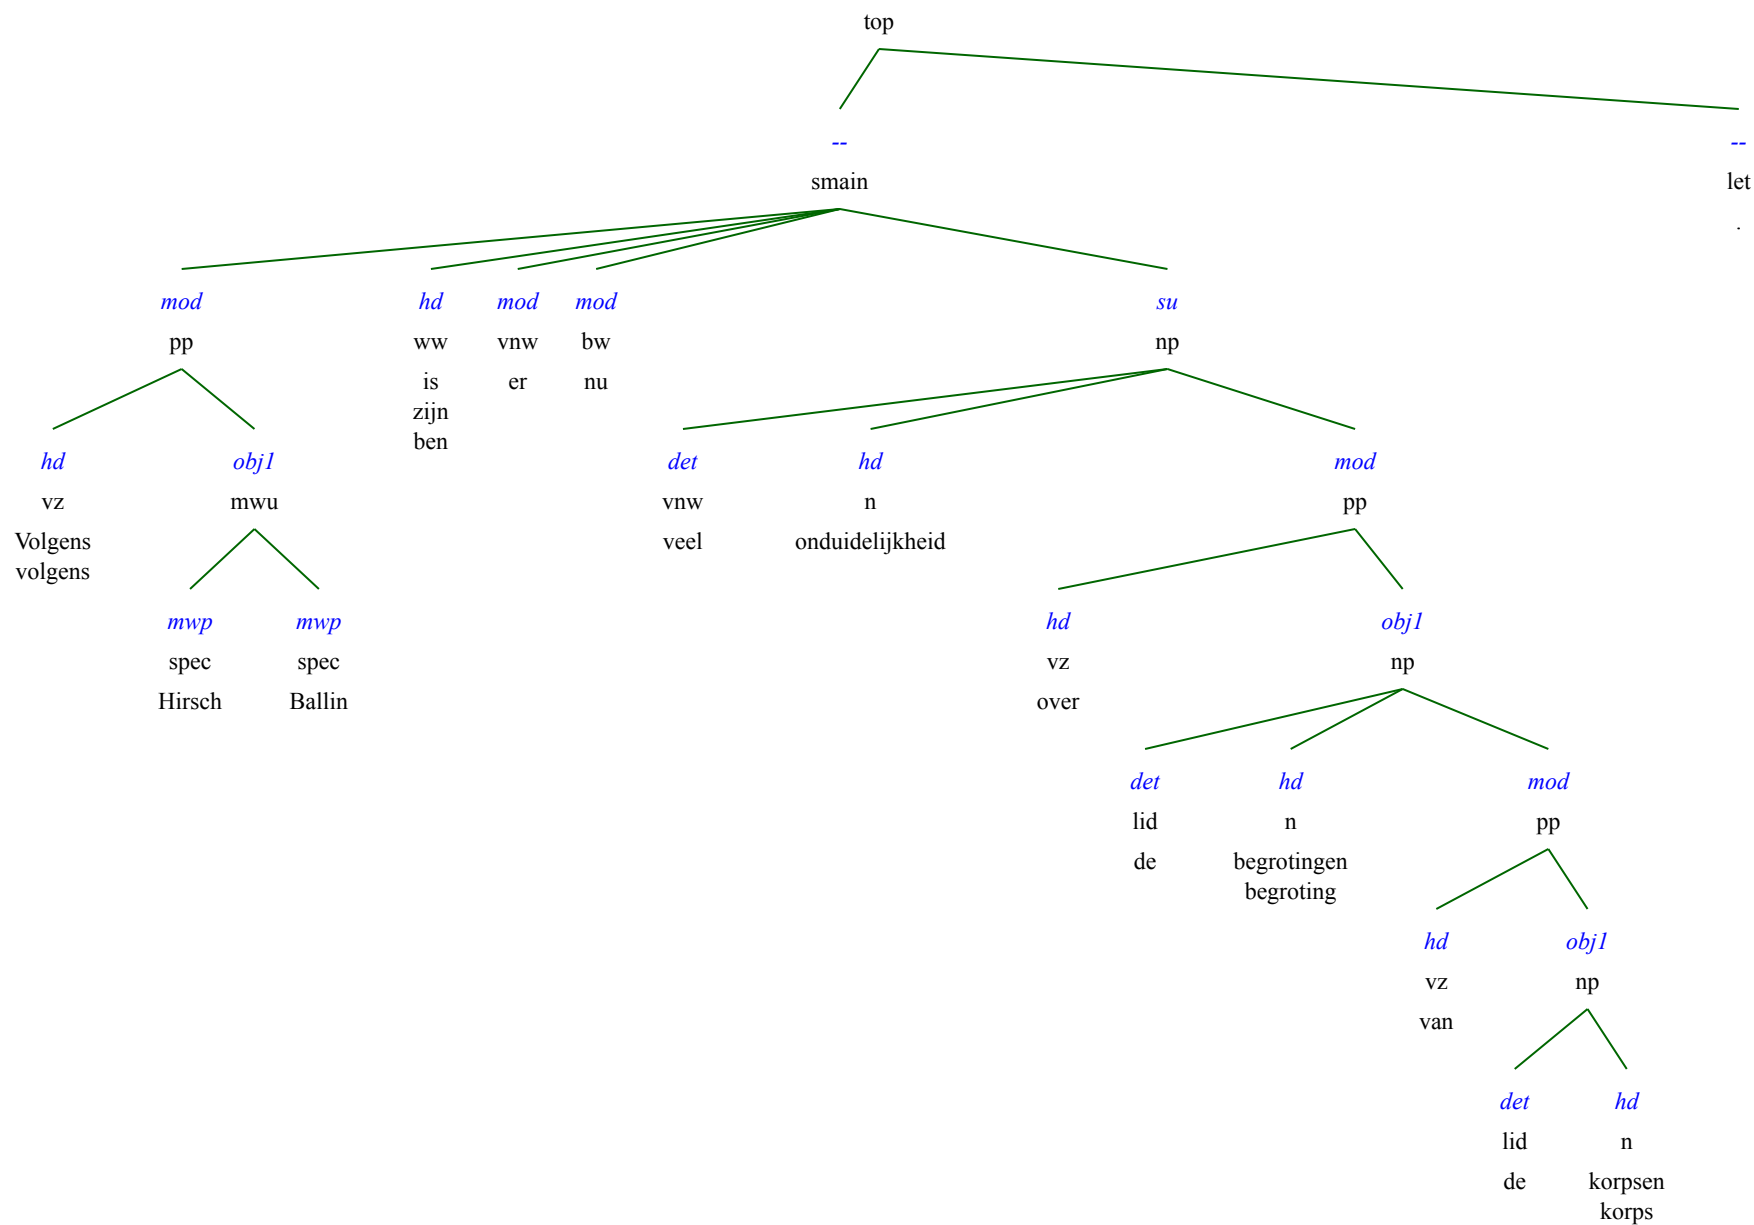 top
-- --
smain let
.
mod hd mod mod su
pp ww vnw bw np
is er nu
zijn
ben
hd obj1 det hd mod
vz mwu vnw n pp
Volgens veel onduidelijkheid
volgens
mwp mwp hd obj1
spec spec vz np
Hirsch Ballin over
det hd mod
lid n pp
de begrotingen
begroting
hd obj1
vz np
van
det hd
lid n
de korpsen
korps